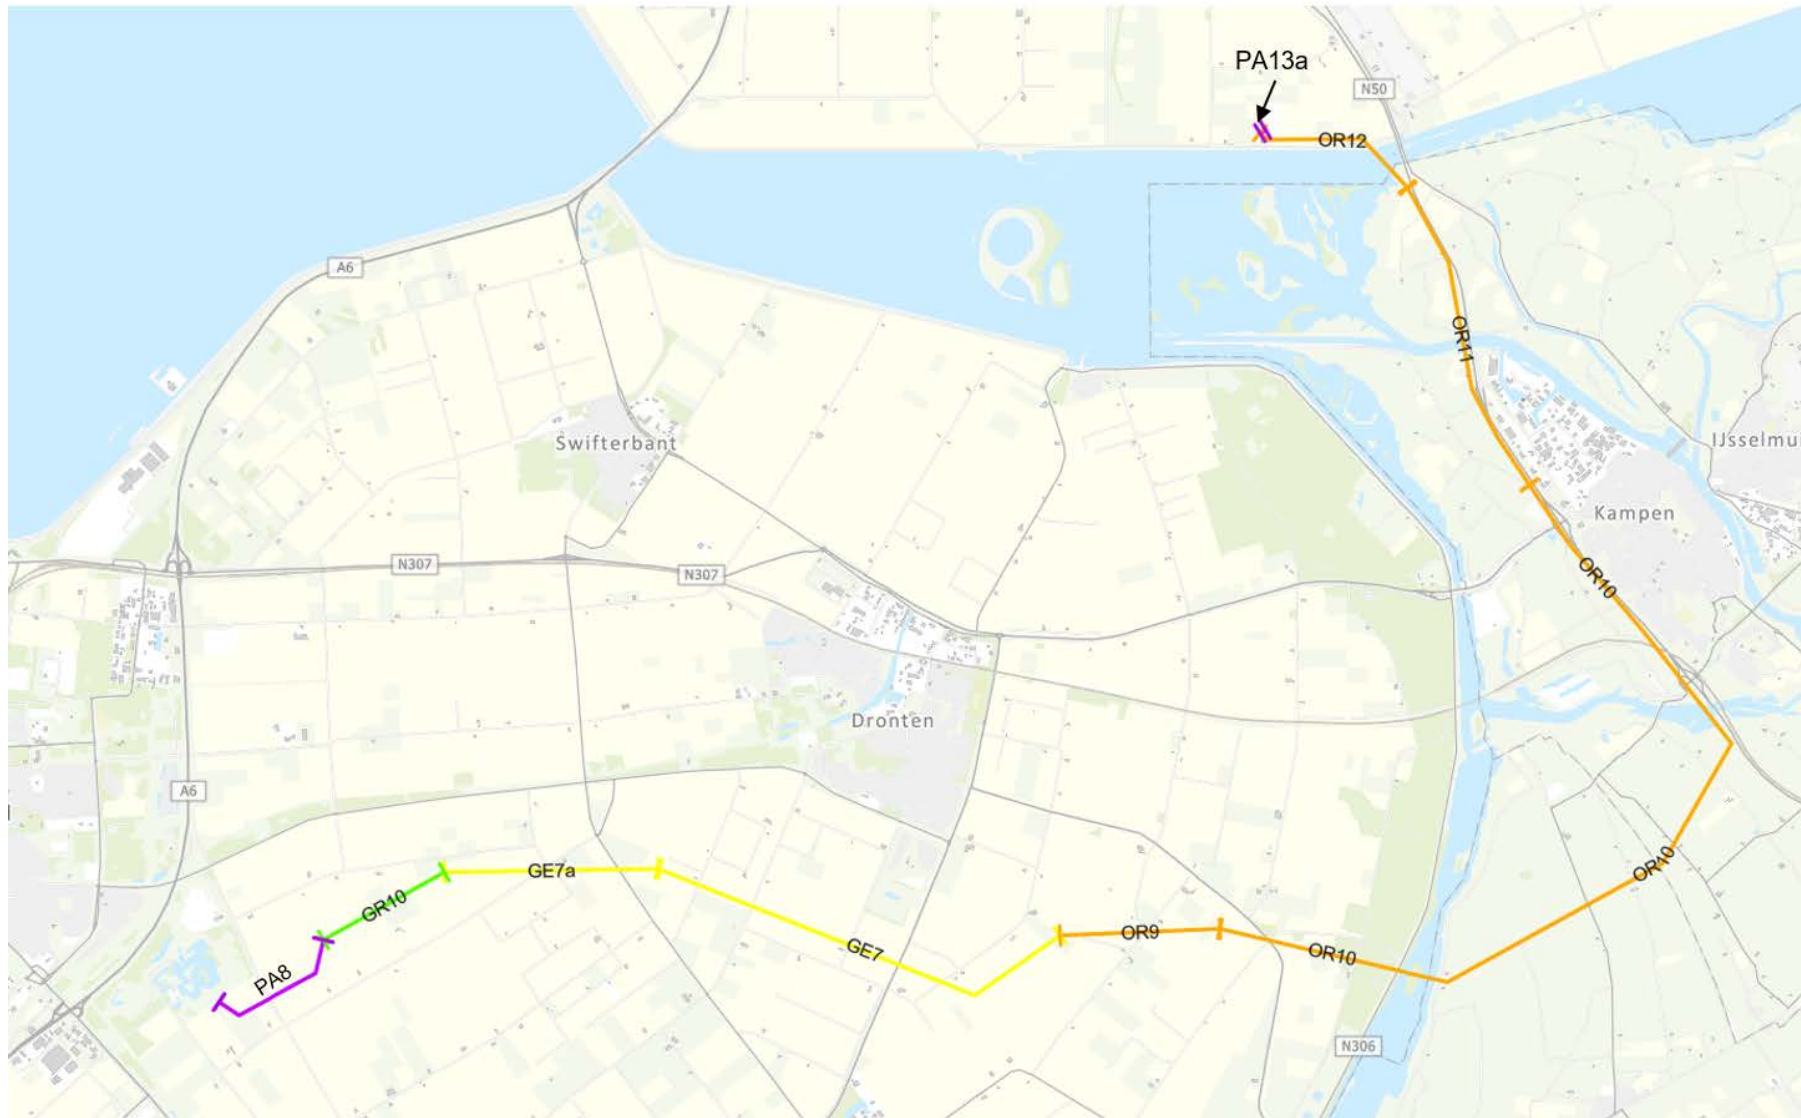 PA13a
N50
OR12
A6
OR11
Swifterbant
IJsselmui
Kampen
N307
N307
OR10
Dronten
A6
GE7a
OR10
GR10
OR9
GE7
OR10
PA8
N306